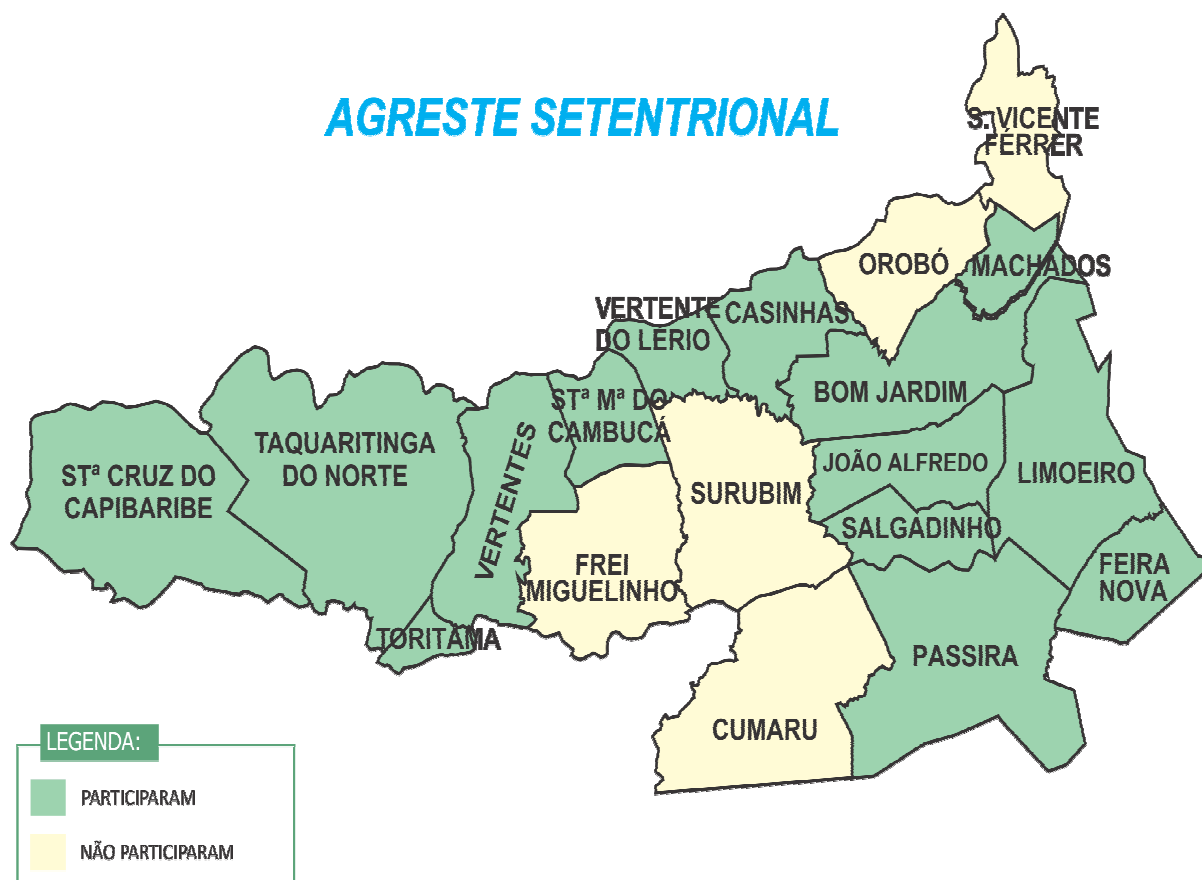 AGRESTE SETENTRIONAL
S. VICENTE
FÉRRER
OROBÓ
MACHADOS
VERTENTE
DO LÉRIO
CASINHAS
BOM JARDIM
STª Mª DO
CAMBUCÁ
TAQUARITINGA
DO NORTE
STª CRUZ DO
CAPIBARIBE
VERTENTES
SURUBIM
JOÃO ALFREDO
LIMOEIRO
SALGADINHO
FREI
MIGUELINHO
FEIRA
NOVA
TORITAMA
PASSIRA
CUMARU
LEGENDA:
PARTICIPARAM
NÃO PARTICIPARAM